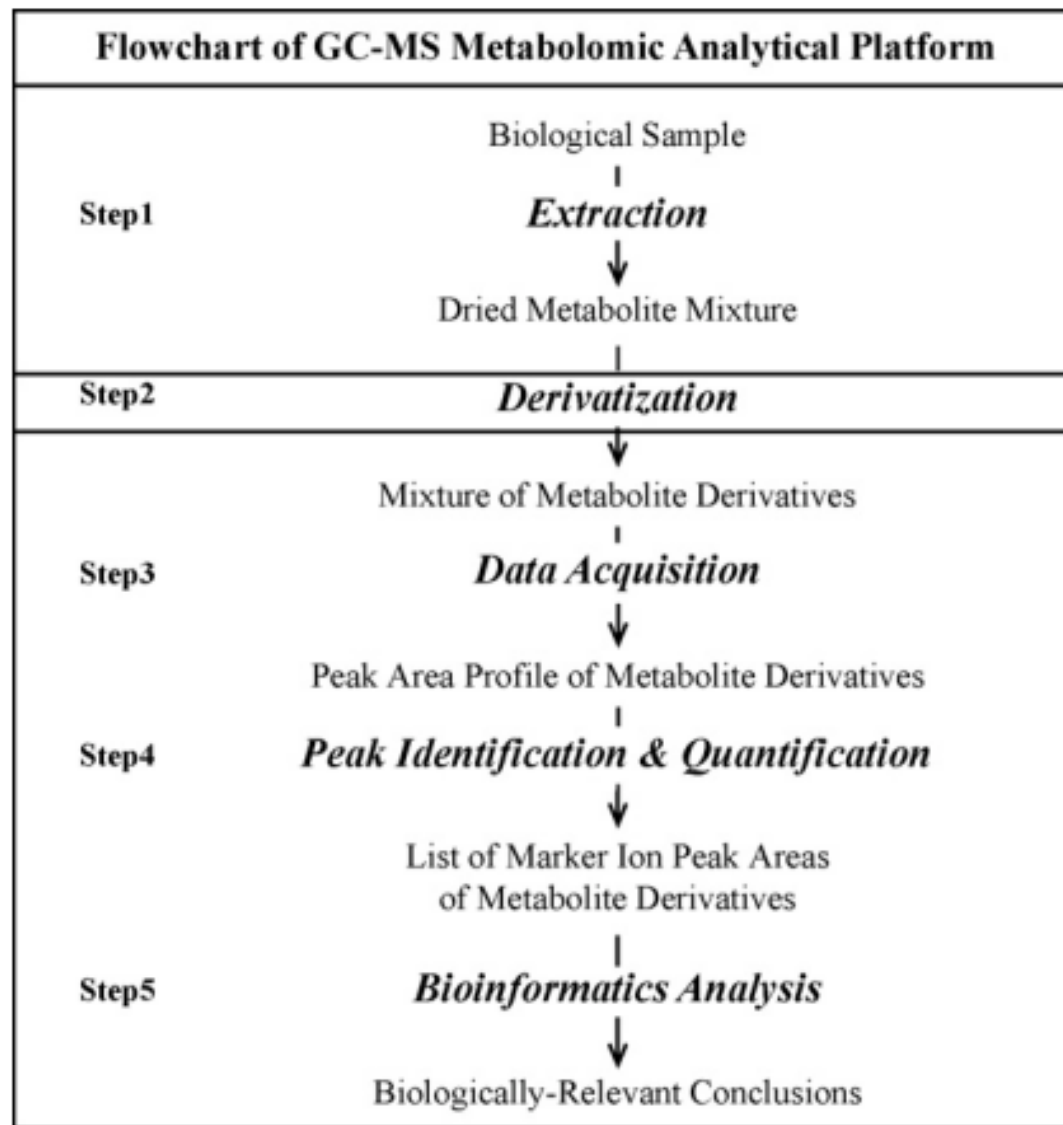 Flowchart of GC-MS Metabolomic Analytical Platform
Biological Sample
Step1 Extraction
Dried Metabolite Mixture
Step2 Derivatization
Mixture of Metabolite Derivatives
Step3 Data Acquisition
Peak Area Profile of Metabolite Derivatives
Step4 Peak Identification & Quantification
List of Marker Ion Peak Areas
of Metabolite Derivatives
Step5 Bioinformatics Analysis
Biologically-Relevant Conclusions